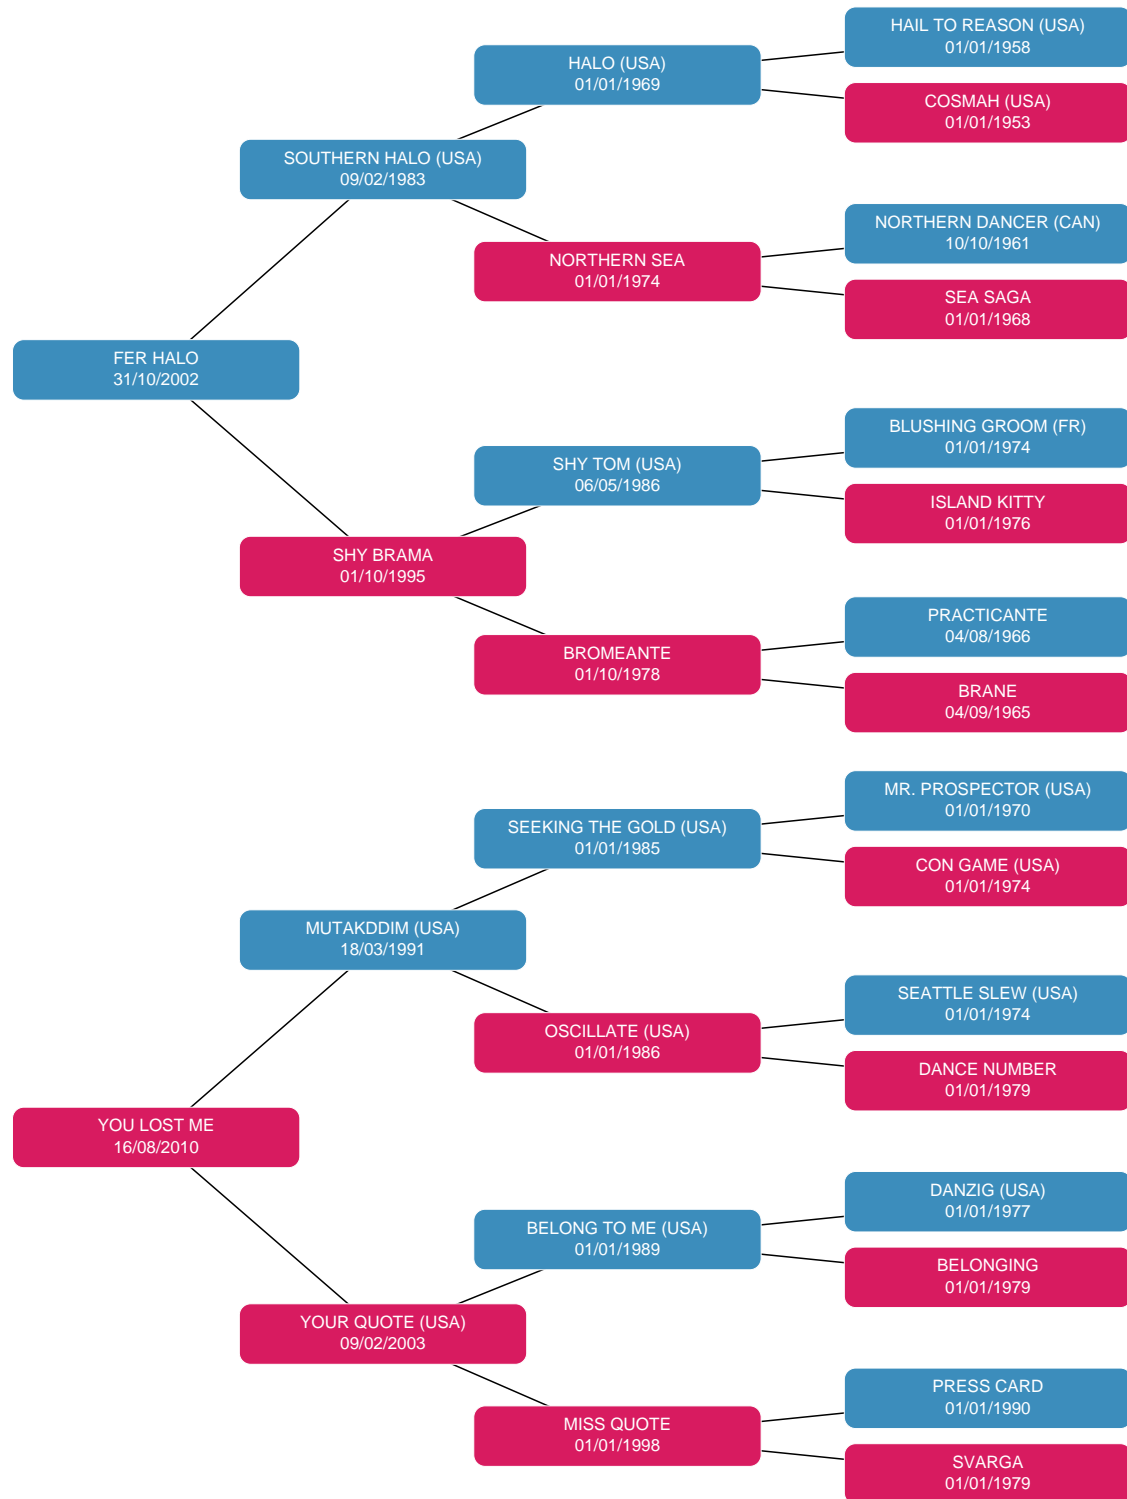 HAIL TO REASON (USA)
01/01/1958
HALO (USA)
01/01/1969
COSMAH (USA)
01/01/1953
SOUTHERN HALO (USA)
09/02/1983
NORTHERN DANCER (CAN)
10/10/1961
NORTHERN SEA
01/01/1974
SEA SAGA
01/01/1968
FER HALO
31/10/2002
BLUSHING GROOM (FR)
01/01/1974
SHY TOM (USA)
06/05/1986
ISLAND KITTY
01/01/1976
SHY BRAMA
01/10/1995
PRACTICANTE
04/08/1966
BROMEANTE
01/10/1978
BRANE
04/09/1965
MR. PROSPECTOR (USA)
01/01/1970
SEEKING THE GOLD (USA)
01/01/1985
CON GAME (USA)
01/01/1974
MUTAKDDIM (USA)
18/03/1991
SEATTLE SLEW (USA)
01/01/1974
OSCILLATE (USA)
01/01/1986
DANCE NUMBER
01/01/1979
YOU LOST ME
16/08/2010
DANZIG (USA)
01/01/1977
BELONG TO ME (USA)
01/01/1989
BELONGING
01/01/1979
YOUR QUOTE (USA)
09/02/2003
PRESS CARD
01/01/1990
MISS QUOTE
01/01/1998
SVARGA
01/01/1979